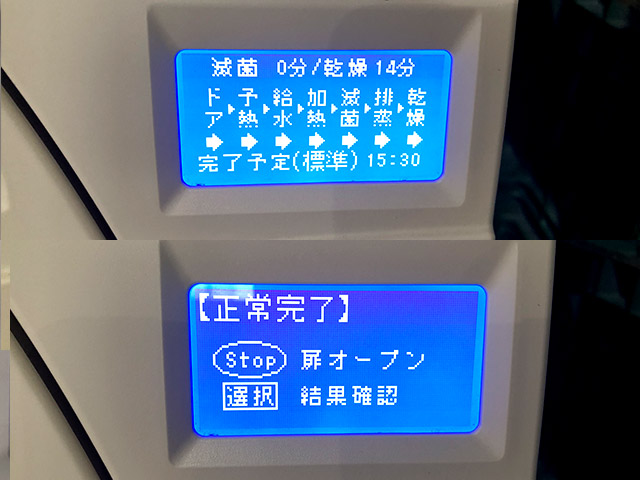 滅菌 0分/乾燥14分
ドア▶予熱▶給水▶加熱▶滅菌▶排蒸▶乾燥
➡ ➡ ➡ ➡ ➡ ➡ ➡
完了予定(標準)15:30
【正常完了】
Stop 扉オープン
選択 結果確認